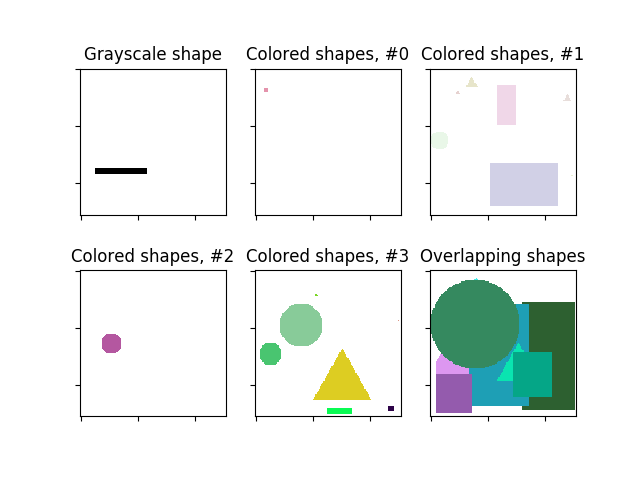 Grayscale shape
Colored shapes, #0
Colored shapes, #1
Colored shapes, #2
Colored shapes, #3
Overlapping shapes